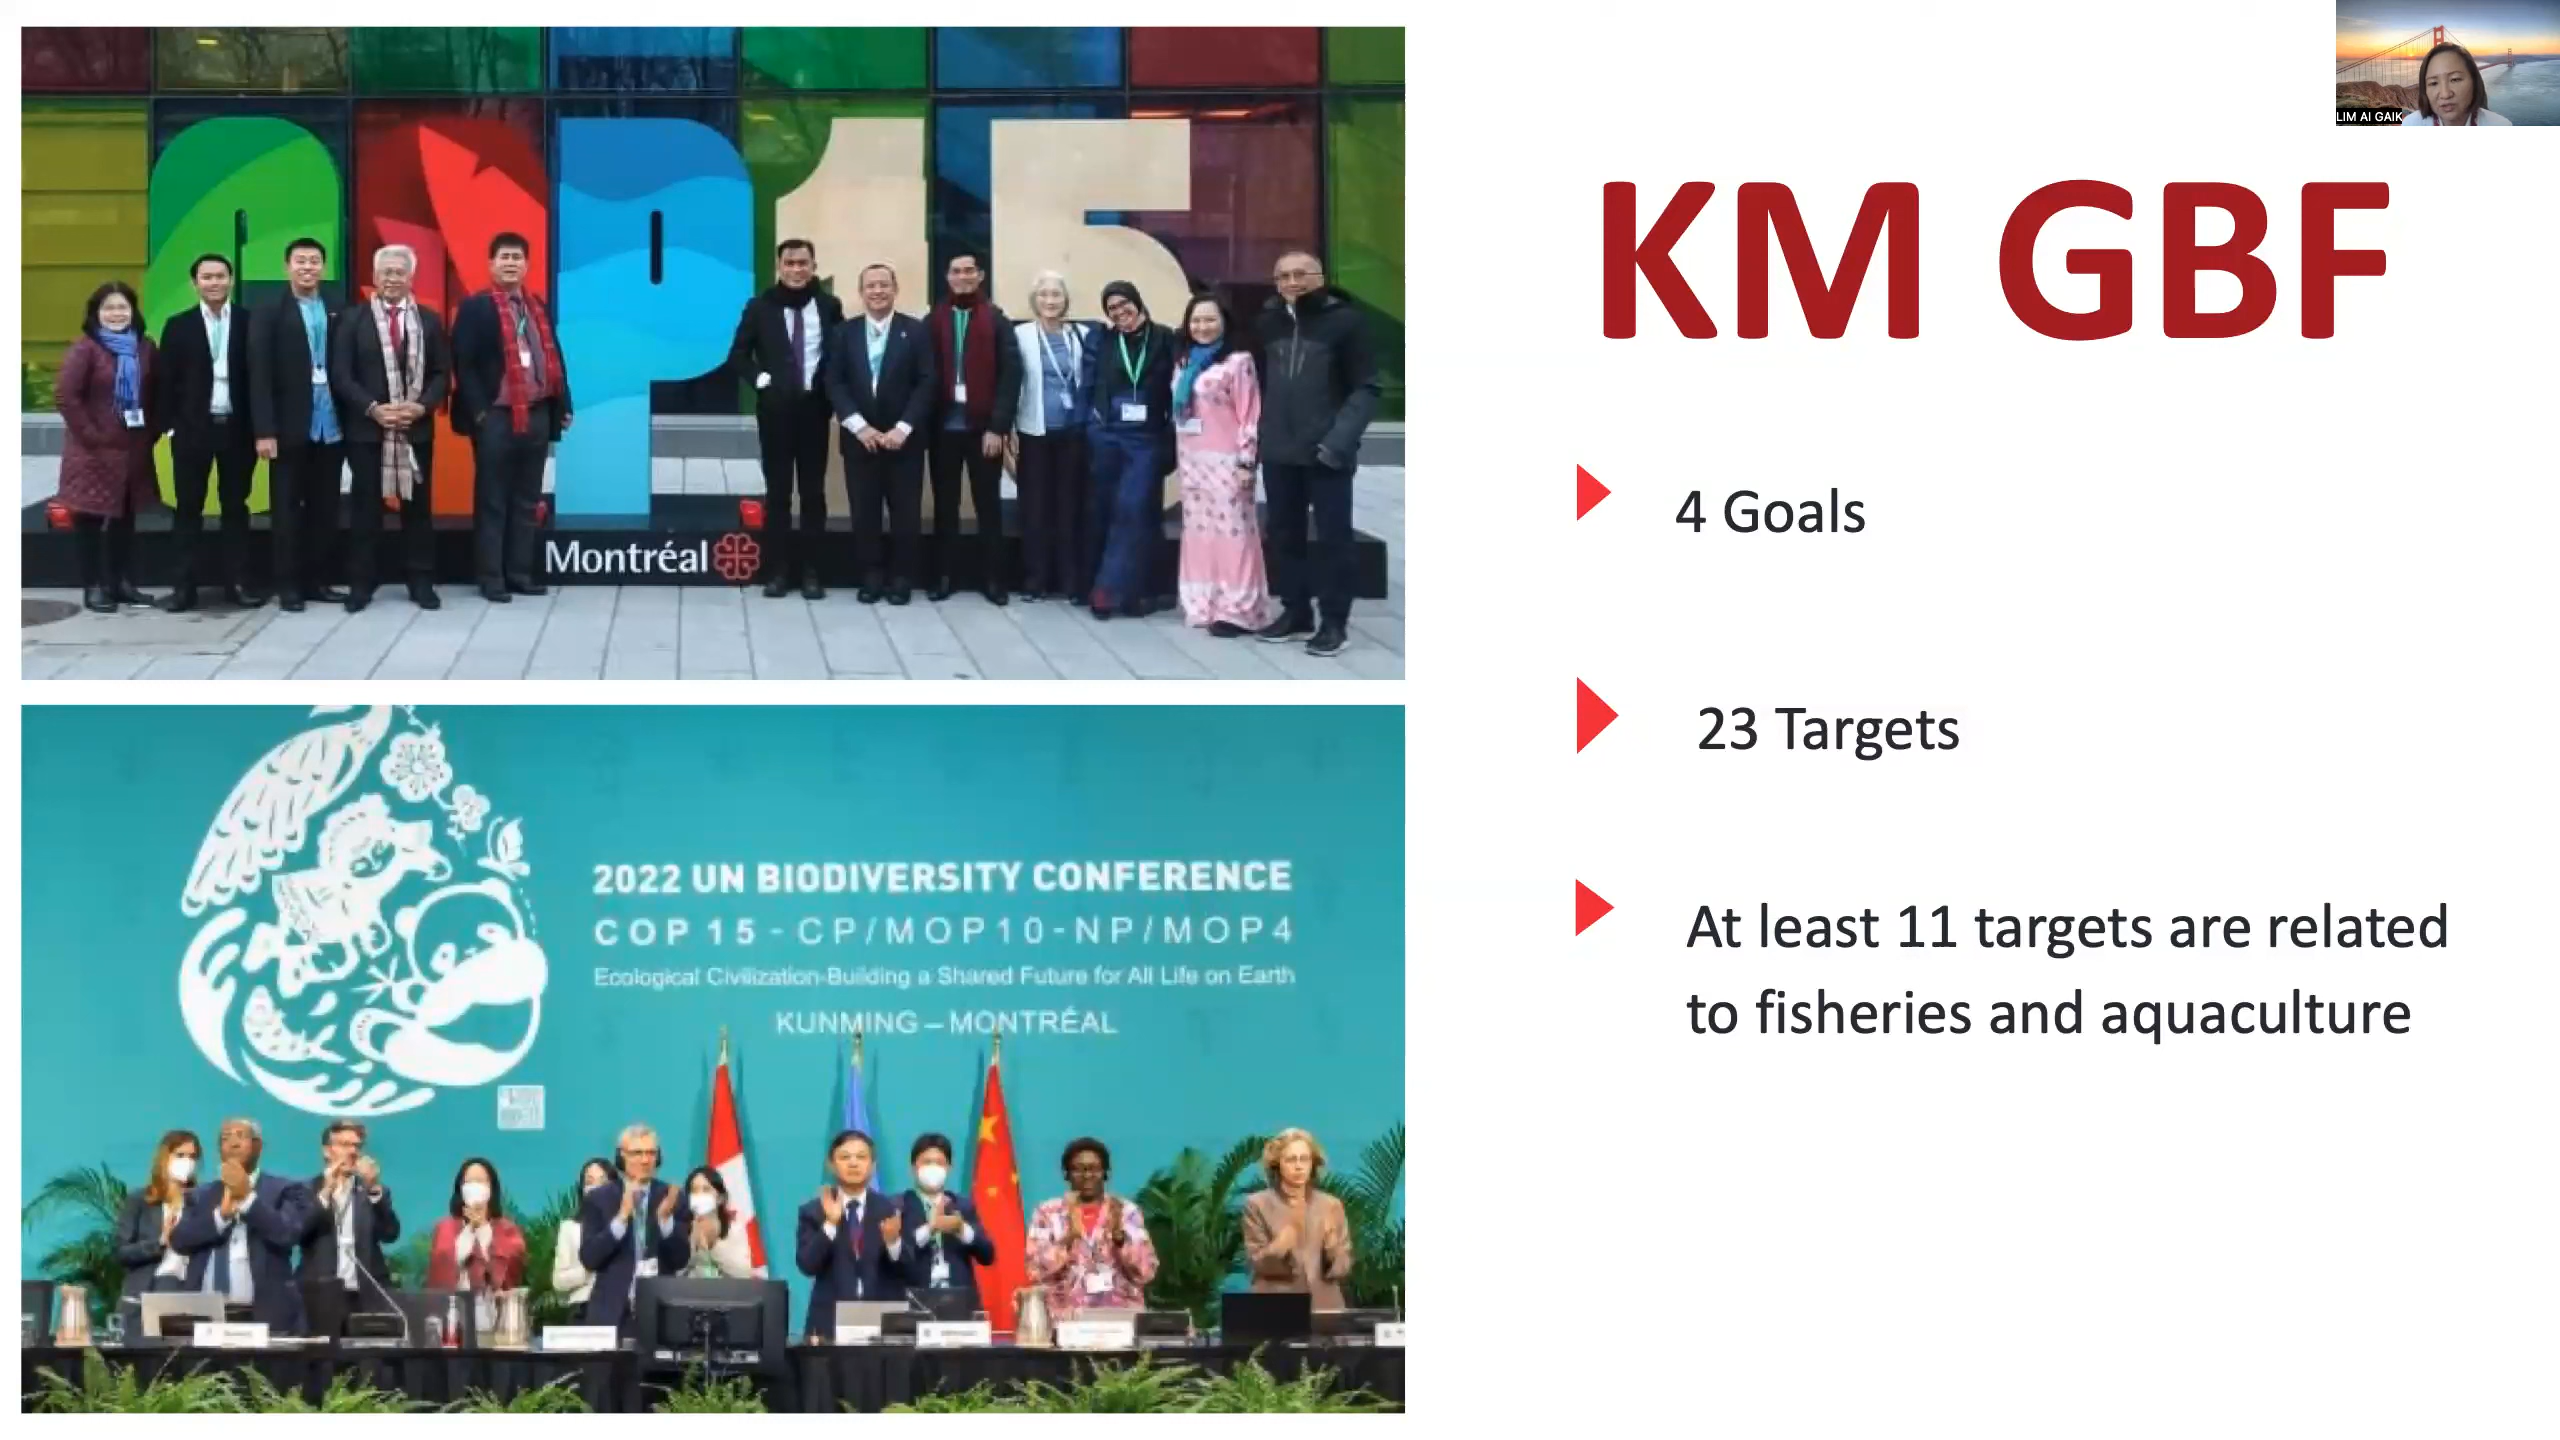 COP15
Montréal
2022 UN BIODIVERSITY CONFERENCE
COP 15 - CP/MOP10-NP/MOP4
Ecological Civilization-Building a Shared Future for All Life on Earth
KUNMING – MONTRÉAL
LIM AI GAIK
KM GBF
4 Goals
23 Targets
At least 11 targets are related
to fisheries and aquaculture